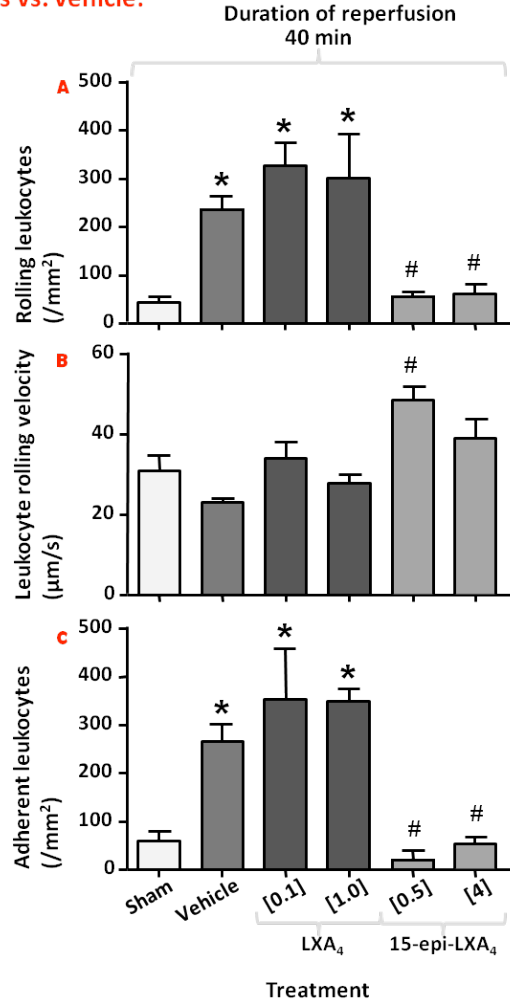 s vs. vehicle.
Duration of reperfusion
40 min
A
Rolling leukocytes
(/mm²)
500
400
300
200
100
0
*
*
*
#
#
B
Leukocyte rolling velocity
(µm/s)
60
40
20
0
#
C
Adherent leukocytes
(/mm²)
500
400
300
200
100
0
*
*
*
#
#
Sham
Vehicle
[0.1]
[1.0]
[0.5]
[4]
LXA₄
15-epi-LXA₄
Treatment